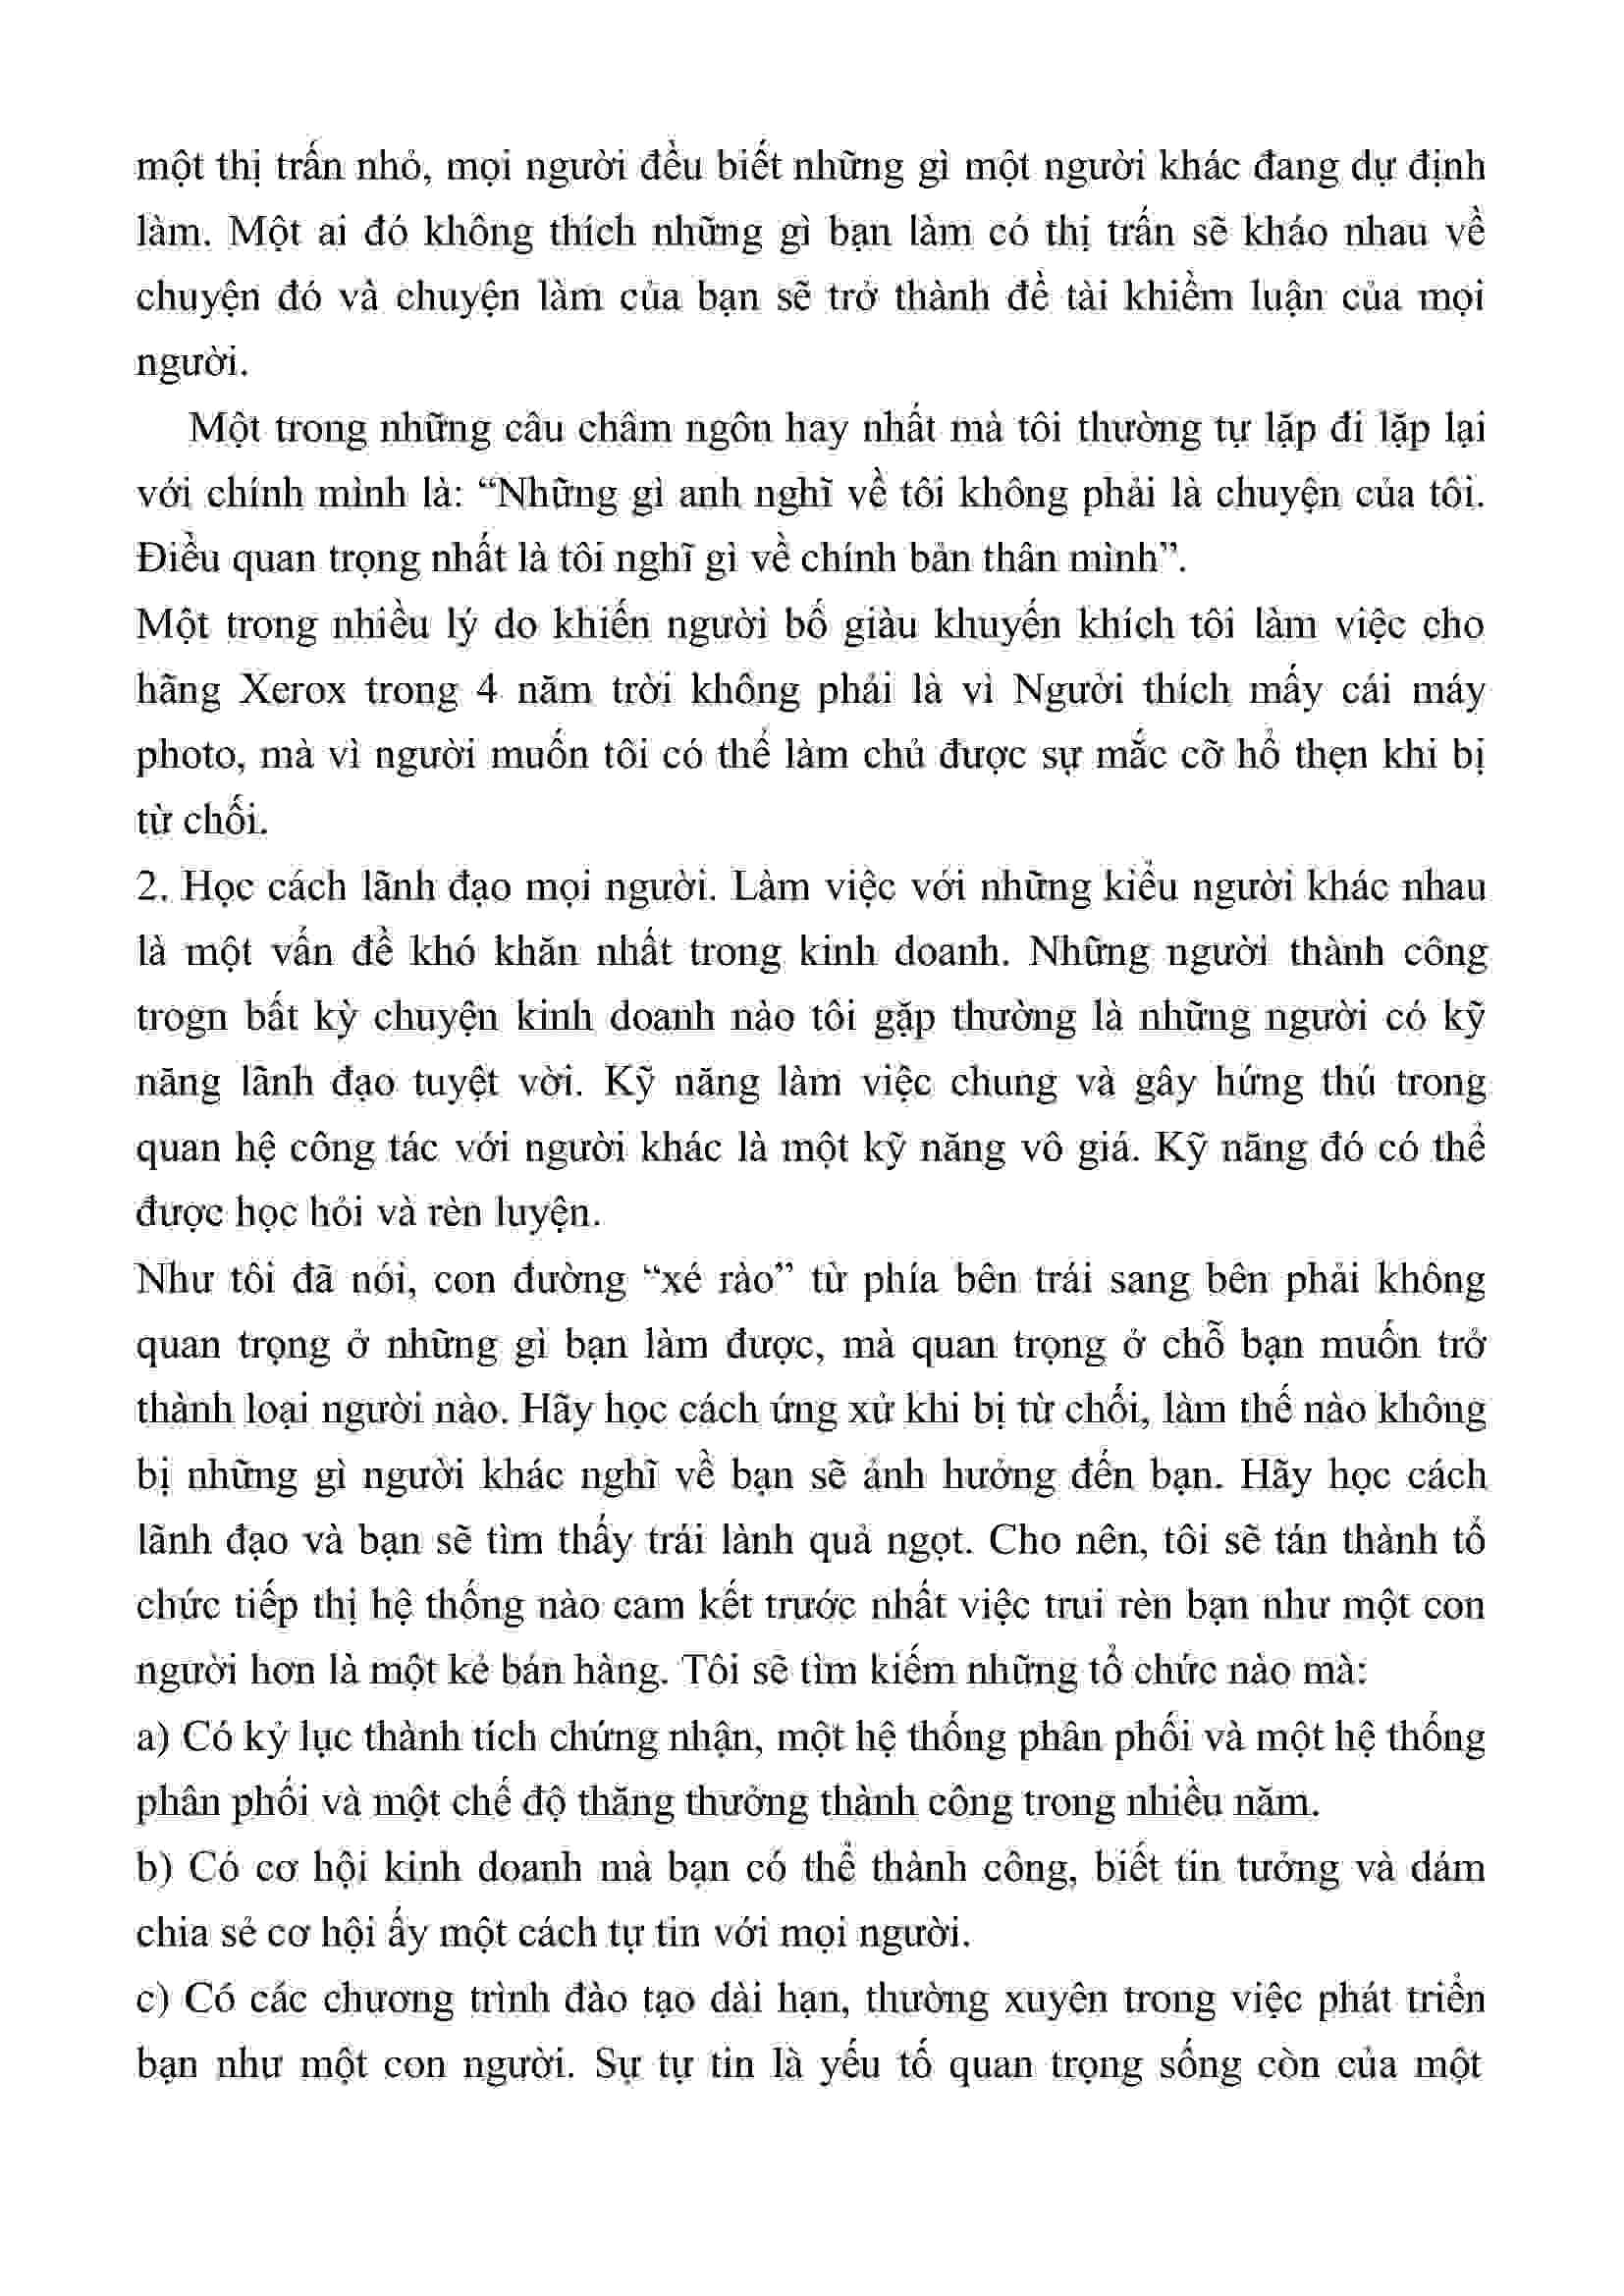 một thị trấn nhỏ, mọi người đều biết những gì một người khác đang dự định
làm. Một ai đó không thích những gì bạn làm có thị trấn sẽ kháo nhau về
chuyện đó và chuyện làm của bạn sẽ trở thành đề tài khiềm luận của mọi
người.
Một trong những câu châm ngôn hay nhất mà tôi thường tự lặp đi lặp lại
với chính mình là: “Những gì anh nghĩ về tôi không phải là chuyện của tôi.
Điều quan trọng nhất là tôi nghĩ gì về chính bản thân mình”.
Một trong nhiều lý do khiến người bố giàu khuyến khích tôi làm việc cho
hãng Xerox trong 4 năm trời không phải là vì Người thích mấy cái máy
photo, mà vì người muốn tôi có thể làm chủ được sự mắc cỡ hổ thẹn khi bị
từ chối.
2. Học cách lãnh đạo mọi người. Làm việc với những kiểu người khác nhau
là một vấn đề khó khăn nhất trong kinh doanh. Những người thành công
trogn bất kỳ chuyện kinh doanh nào tôi gặp thường là những người có kỹ
năng lãnh đạo tuyệt vời. Kỹ năng làm việc chung và gây hứng thú trong
quan hệ công tác với người khác là một kỹ năng vô giá. Kỹ năng đó có thể
được học hỏi và rèn luyện.
Như tôi đã nói, con đường “xé rào” từ phía bên trái sang bên phải không
quan trọng ở những gì bạn làm được, mà quan trọng ở chỗ bạn muốn trở
thành loại người nào. Hãy học cách ứng xử khi bị từ chối, làm thế nào không
bị những gì người khác nghĩ về bạn sẽ ảnh hưởng đến bạn. Hãy học cách
lãnh đạo và bạn sẽ tìm thấy trái lành quả ngọt. Cho nên, tôi sẽ tán thành tổ
chức tiếp thị hệ thống nào cam kết trước nhất việc trui rèn bạn như một con
người hơn là một kẻ bán hàng. Tôi sẽ tìm kiếm những tổ chức nào mà:
a) Có kỷ lục thành tích chứng nhận, một hệ thống phân phối và một hệ thống
phân phối và một chế độ thăng thưởng thành công trong nhiều năm.
b) Có cơ hội kinh doanh mà bạn có thể thành công, biết tin tưởng và dám
chia sẻ cơ hội ấy một cách tự tin với mọi người.
c) Có các chương trình đào tạo dài hạn, thường xuyên trong việc phát triển
bạn như một con người. Sự tự tin là yếu tố quan trọng sống còn của một